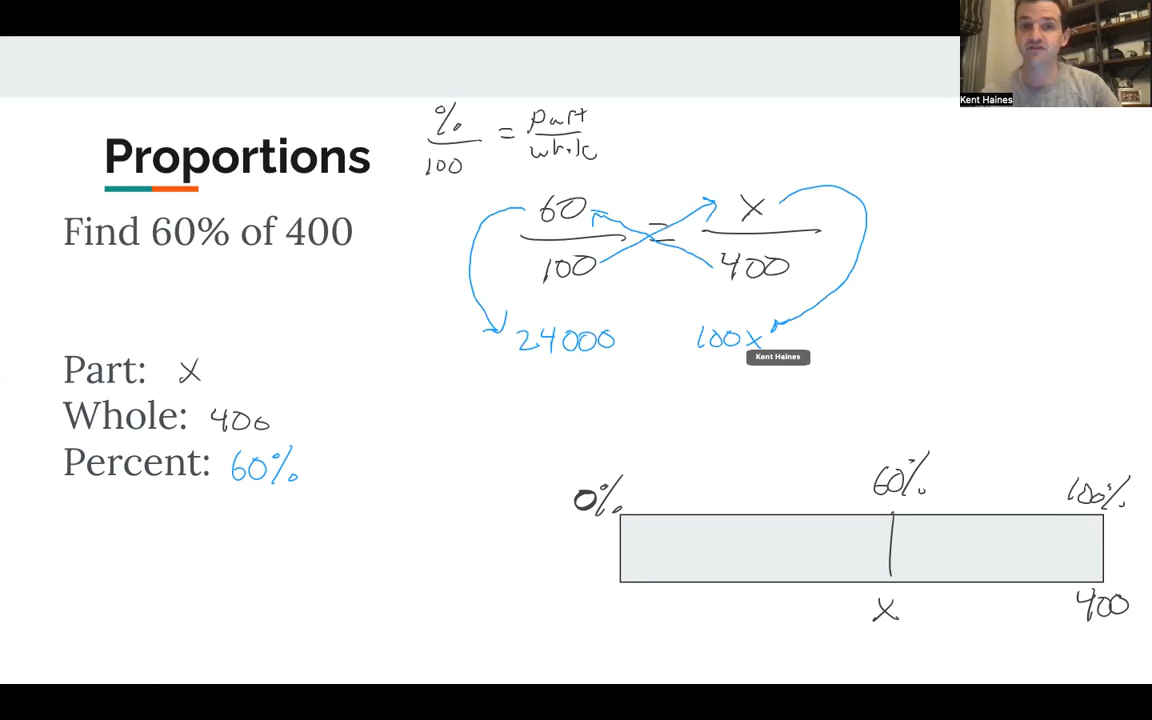 Kent Haines
Proportions
% / 100 = part / whole
Find 60% of 400
60 / 100 = x / 400
24000 100x
Kent Haines
Part: x
Whole: 400
Percent: 60%
0% 60% 100%
x 400